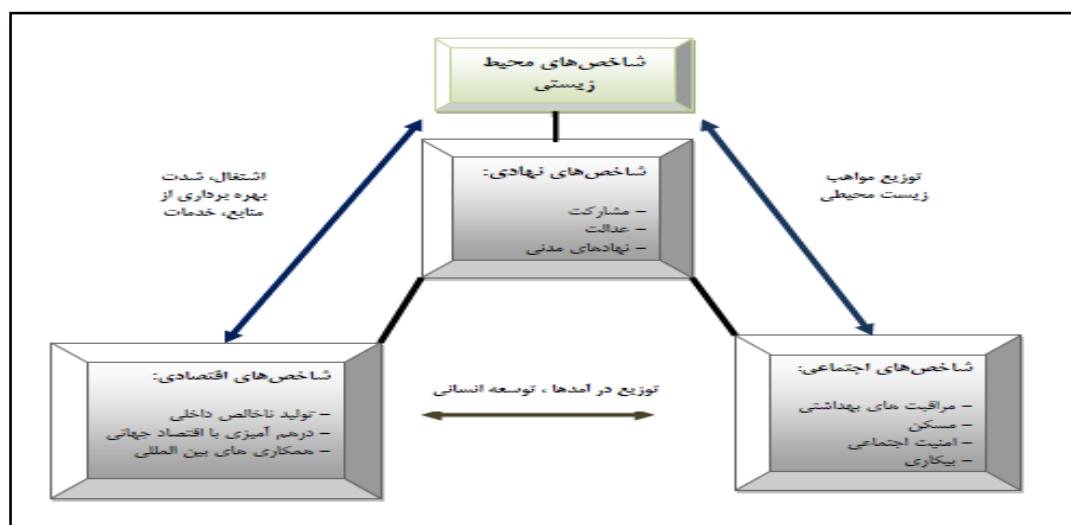 شاخص‌های محیط
زیستی
اشتغال، شدت
بهره برداری از
منابع، خدمات
شاخص‌های نهادی:
– مشارکت
– عدالت
– نهادهای مدنی
توزیع مواهب
زیست محیطی
شاخص‌های اجتماعی:
– مراقبت های بهداشتی
– مسکن
– امنیت اجتماعی
– بیکاری
توزیع در آمدها ، توسعه انسانی
شاخص‌های اقتصادی:
– تولید ناخالص داخلی
– درهم آمیزی با اقتصاد جهانی
– همکاری های بین المللی